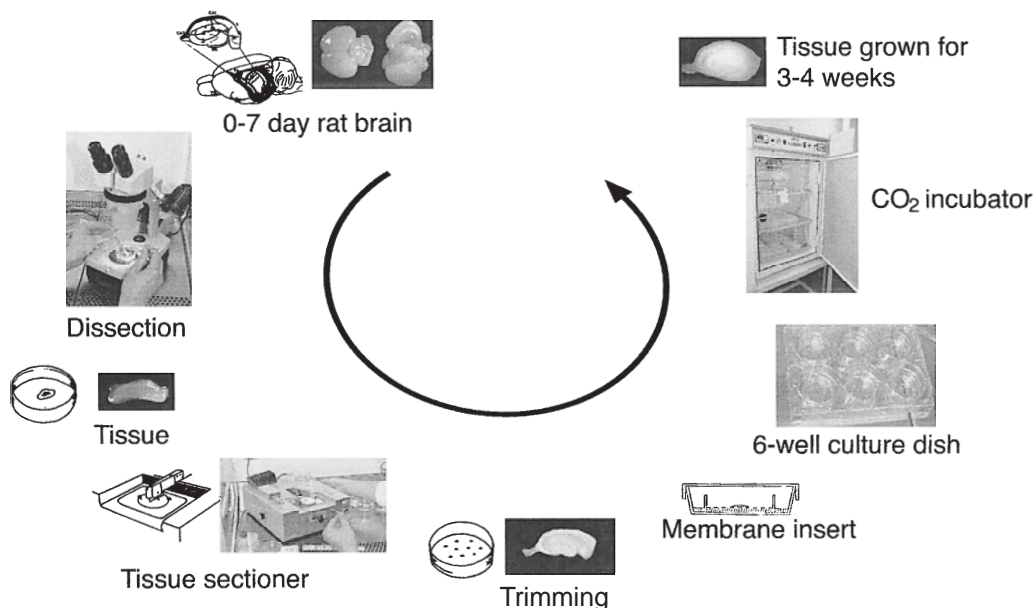 0-7 day rat brain
Dissection
Tissue
Tissue sectioner
Trimming
Membrane insert
6-well culture dish
CO₂ incubator
Tissue grown for
3-4 weeks